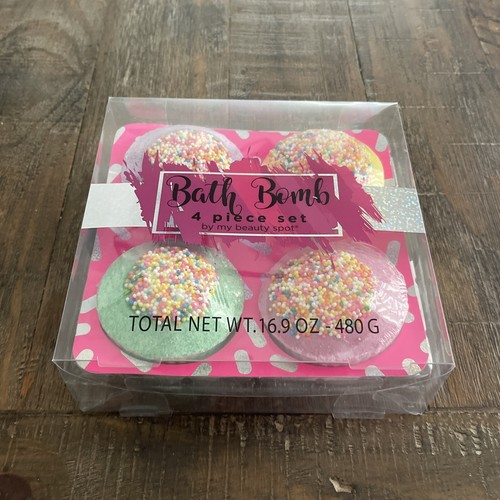 Bath Bomb
4 piece set
by my beauty spot®
TOTAL NET WT.16.9 OZ - 480 G